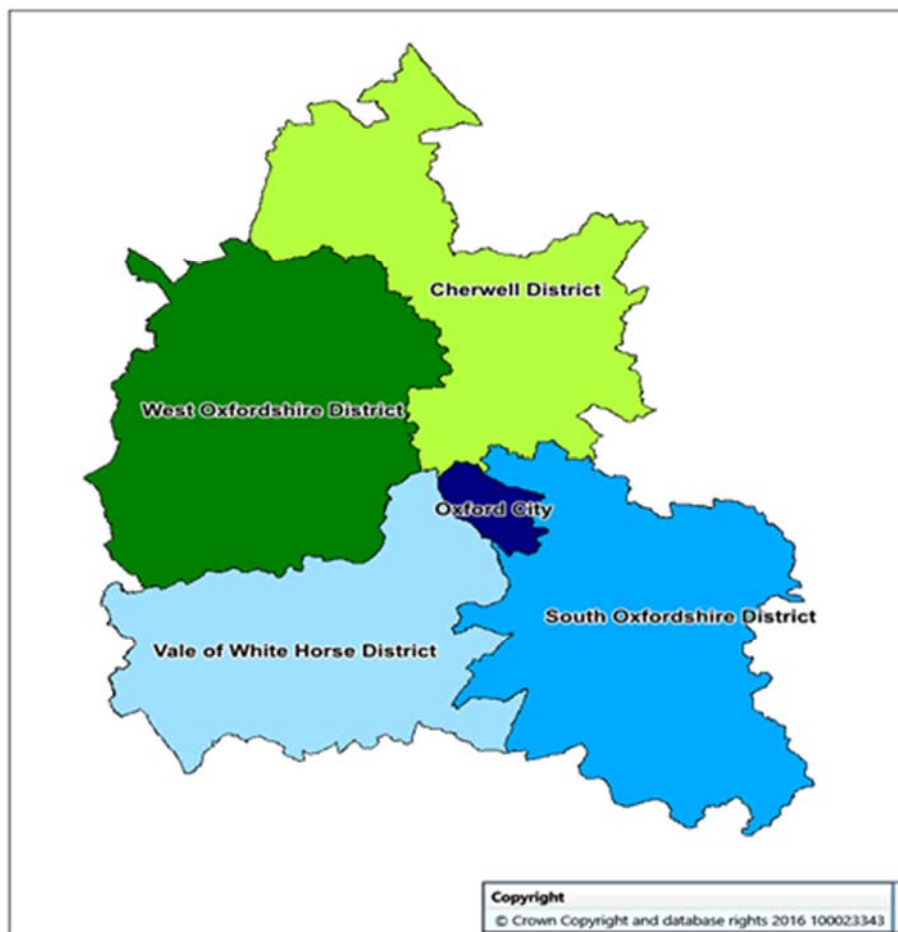 Cherwell District
West Oxfordshire District
Oxford City
South Oxfordshire District
Vale of White Horse District
Copyright
© Crown Copyright and database rights 2016 100023343